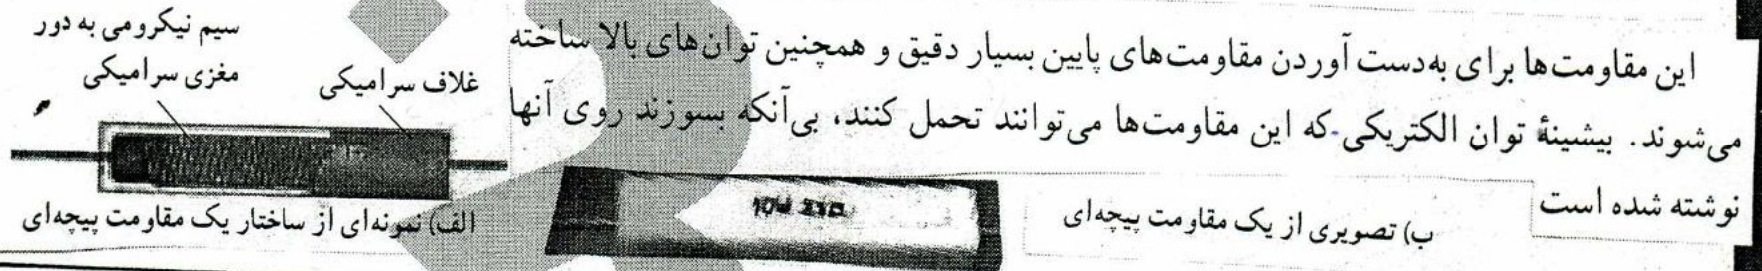 این مقاومت‌ها برای به‌دست آوردن مقاومت‌های پایین بسیار دقیق و همچنین توان‌های بالا ساخته
می‌شوند. بیشینهٔ توان الکتریکی که این مقاومت‌ها می‌توانند تحمل کنند، بی‌آنکه بسوزند روی آنها
نوشته شده است
سیم نیکرومی به دور
مغزی سرامیکی
غلاف سرامیکی
الف) نمونه‌ای از ساختار یک مقاومت پیچه‌ای
10W
ب) تصویری از یک مقاومت پیچه‌ای